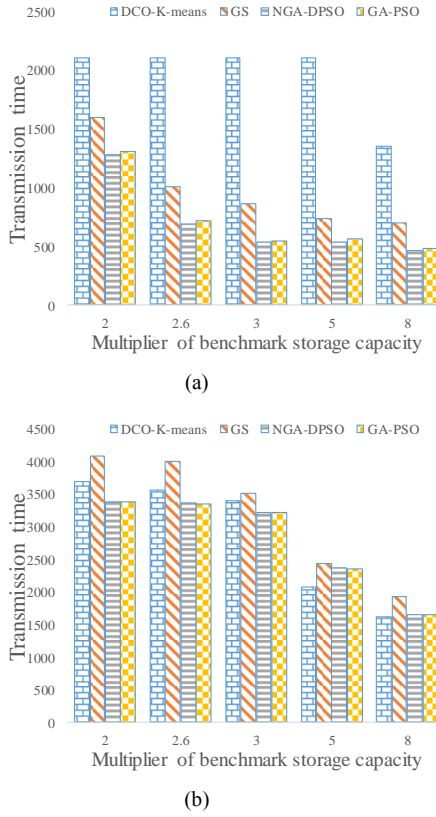 2500
DCO-K-means GS NGA-DPSO GA-PSO
2000
1500
1000
500
0
Transmission time
2 2.6 3 5 8
Multiplier of benchmark storage capacity
(a)
4500
DCO-K-means GS NGA-DPSO GA-PSO
4000
3500
3000
2500
2000
1500
1000
500
0
Transmission time
2 2.6 3 5 8
Multiplier of benchmark storage capacity
(b)